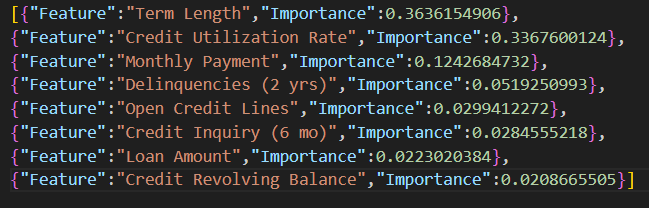 [{"Feature":"Term Length","Importance":0.3636154906},
{"Feature":"Credit Utilization Rate","Importance":0.3367600124},
{"Feature":"Monthly Payment","Importance":0.1242684732},
{"Feature":"Delinquencies (2 yrs)","Importance":0.0519250993},
{"Feature":"Open Credit Lines","Importance":0.0299412272},
{"Feature":"Credit Inquiry (6 mo)","Importance":0.0284555218},
{"Feature":"Loan Amount","Importance":0.0223020384},
{"Feature":"Credit Revolving Balance","Importance":0.0208665505}]